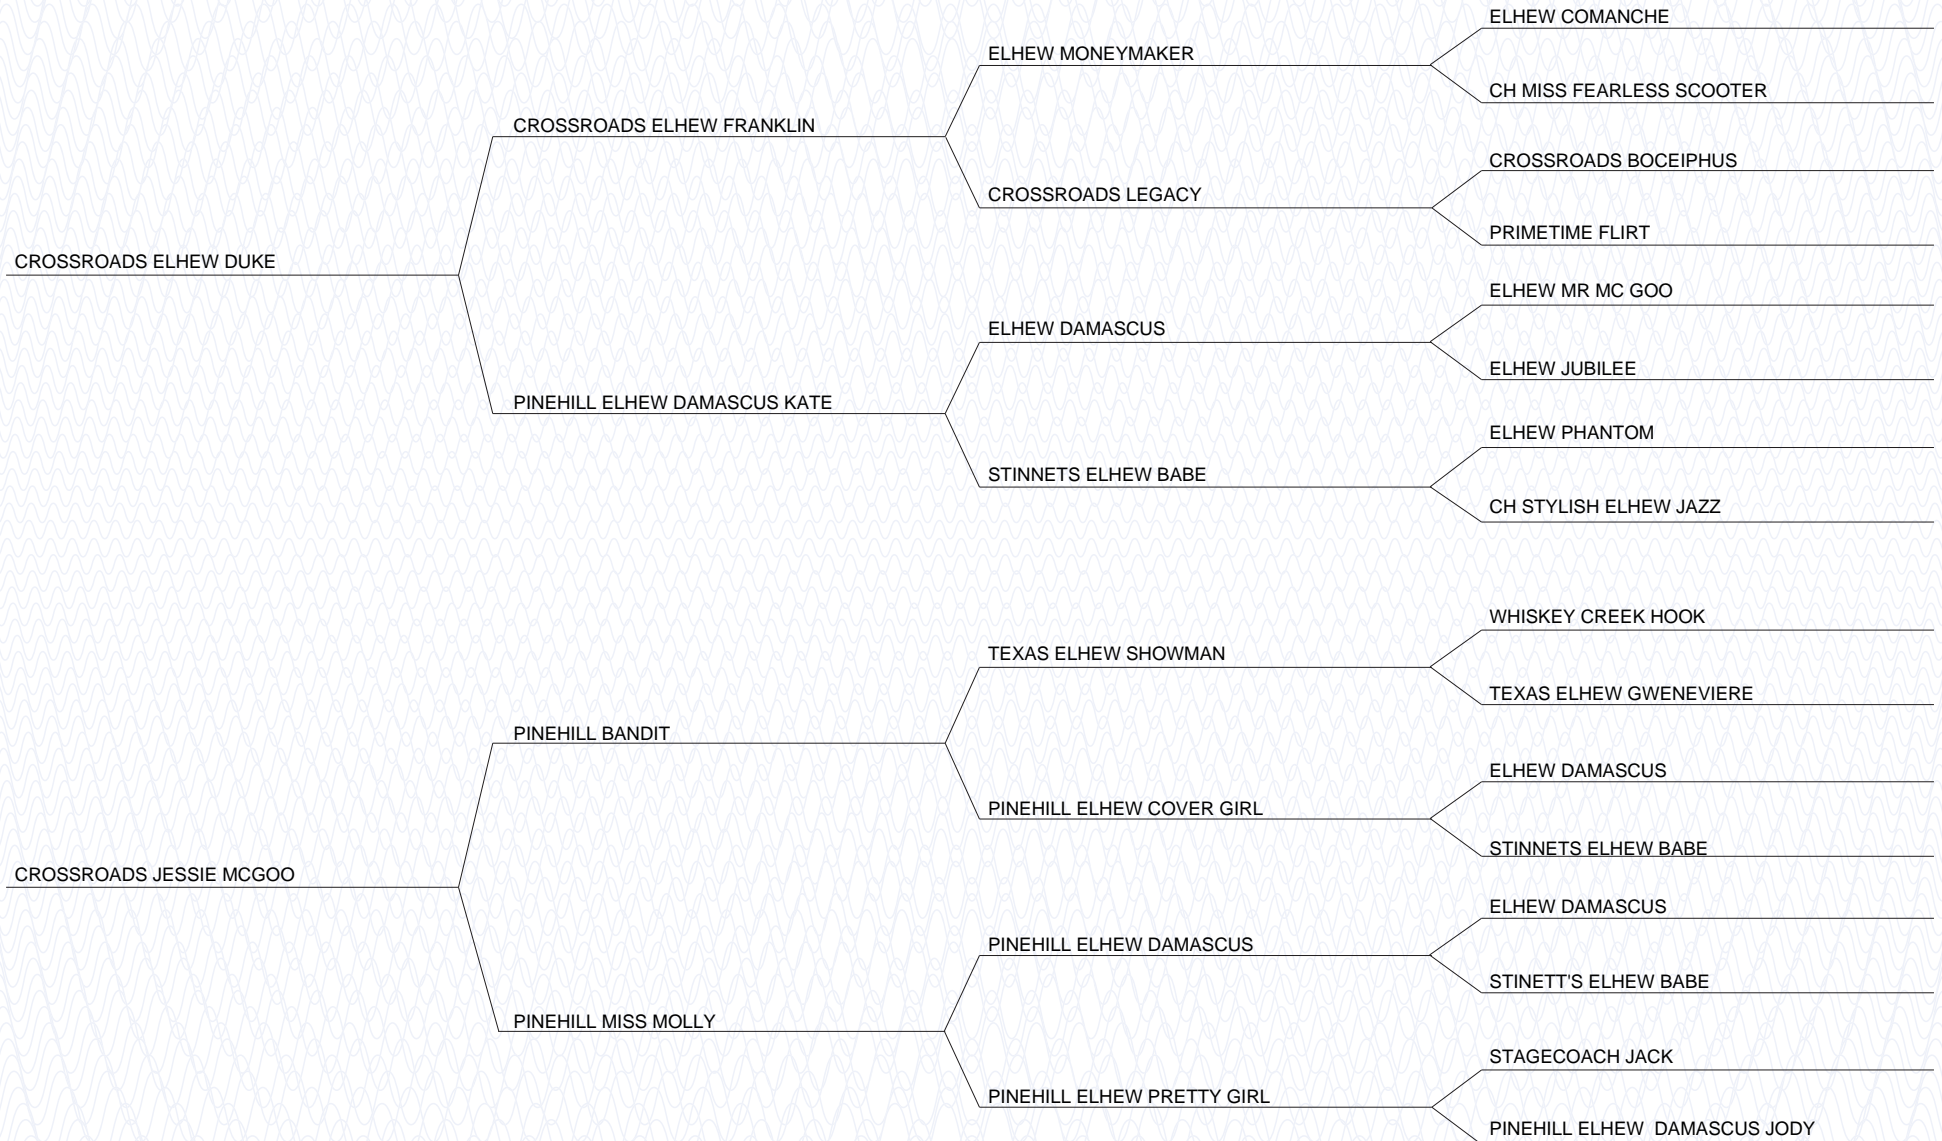 ELHEW COMANCHE
ELHEW MONEYMAKER
CH MISS FEARLESS SCOOTER
CROSSROADS ELHEW FRANKLIN
CROSSROADS BOCEIPHUS
CROSSROADS LEGACY
PRIMETIME FLIRT
CROSSROADS ELHEW DUKE
ELHEW MR MC GOO
ELHEW DAMASCUS
ELHEW JUBILEE
PINEHILL ELHEW DAMASCUS KATE
ELHEW PHANTOM
STINNETS ELHEW BABE
CH STYLISH ELHEW JAZZ
WHISKEY CREEK HOOK
TEXAS ELHEW SHOWMAN
TEXAS ELHEW GWENEVIERE
PINEHILL BANDIT
ELHEW DAMASCUS
PINEHILL ELHEW COVER GIRL
STINNETS ELHEW BABE
CROSSROADS JESSIE MCGOO
ELHEW DAMASCUS
PINEHILL ELHEW DAMASCUS
STINETT'S ELHEW BABE
PINEHILL MISS MOLLY
STAGECOACH JACK
PINEHILL ELHEW PRETTY GIRL
PINEHILL ELHEW  DAMASCUS JODY